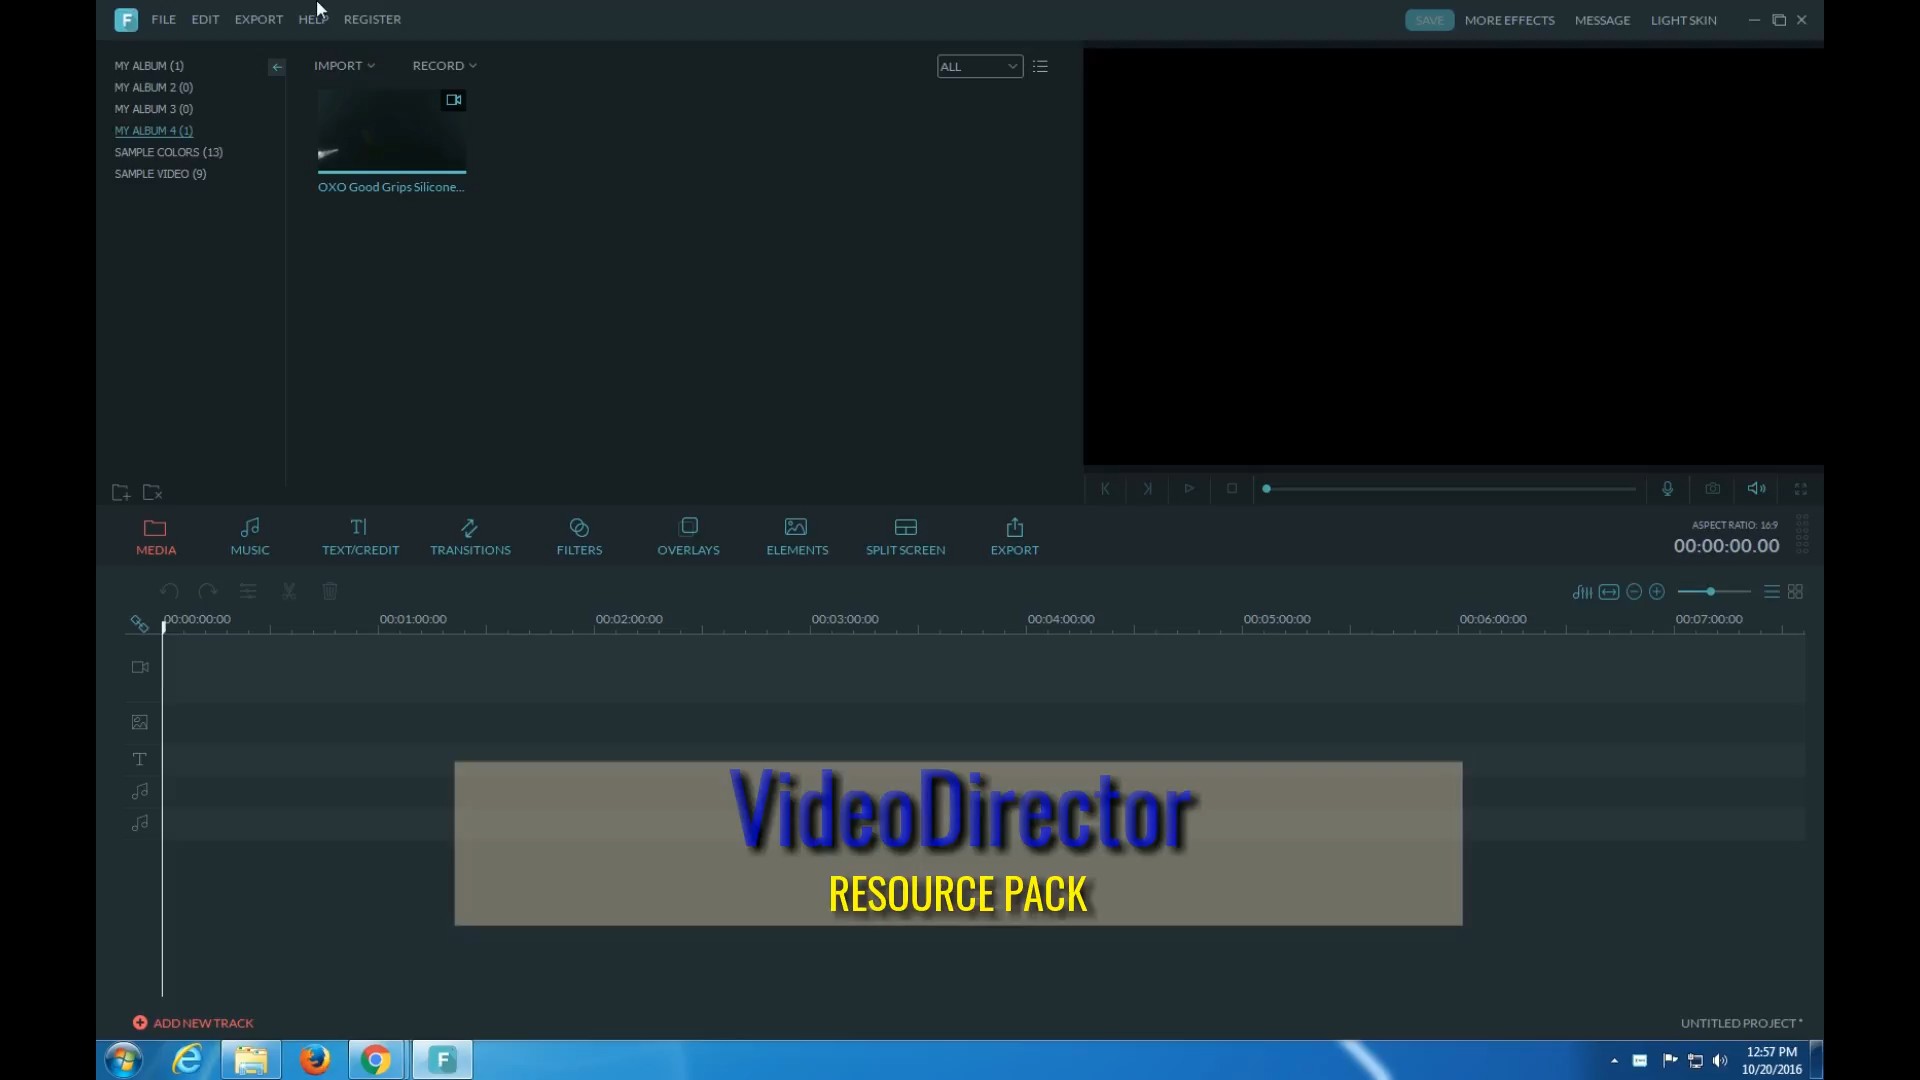 F FILE EDIT EXPORT HELP REGISTER
SAVE MORE EFFECTS MESSAGE LIGHT SKIN
MY ALBUM (1)
MY ALBUM 2 (0)
MY ALBUM 3 (0)
MY ALBUM 4 (1)
SAMPLE COLORS (13)
SAMPLE VIDEO (9)
IMPORT RECORD ALL
OXO Good Grips Silicone...
MEDIA MUSIC TEXT/CREDIT TRANSITIONS FILTERS OVERLAYS ELEMENTS SPLIT SCREEN EXPORT
ASPECT RATIO: 16:9
00:00:00.00
00:00:00:00 00:01:00:00 00:02:00:00 00:03:00:00 00:04:00:00 00:05:00:00 00:06:00:00 00:07:00:00
VideoDirector
RESOURCE PACK
ADD NEW TRACK
UNTITLED PROJECT *
12:57 PM
10/20/2016